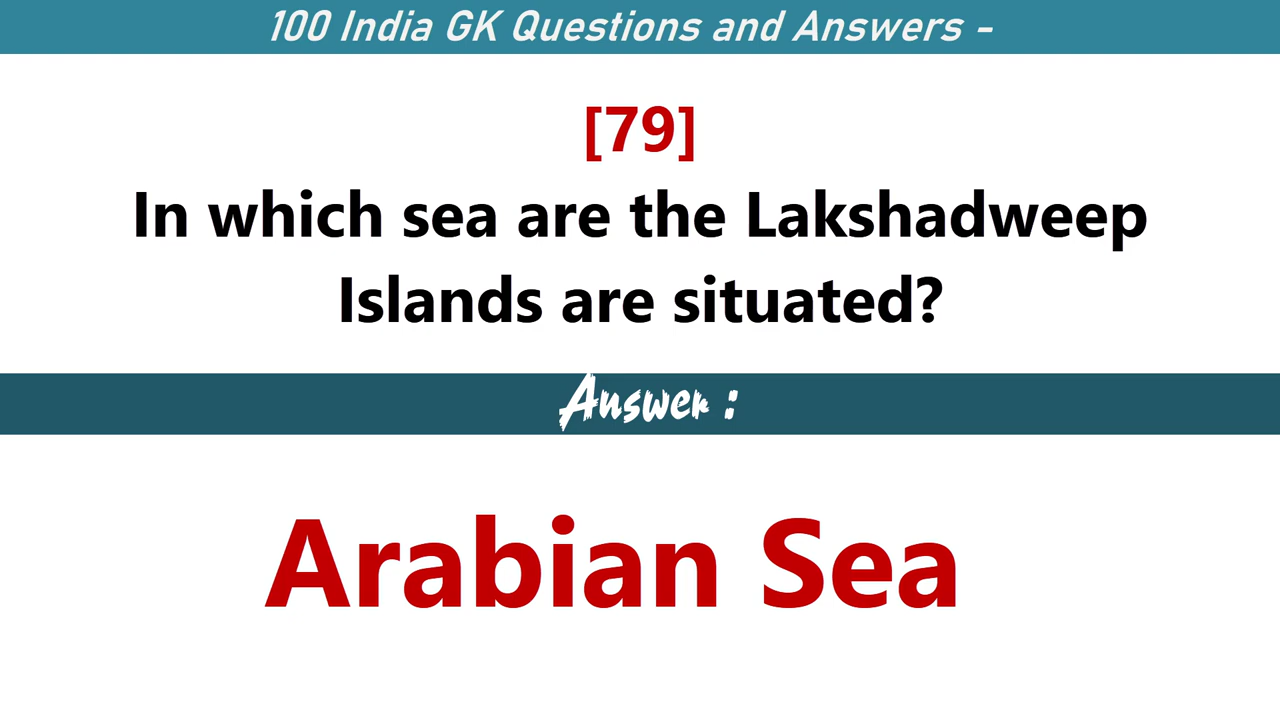 100 India GK Questions and Answers -
[79]
In which sea are the Lakshadweep
Islands are situated?
Answer :
Arabian Sea